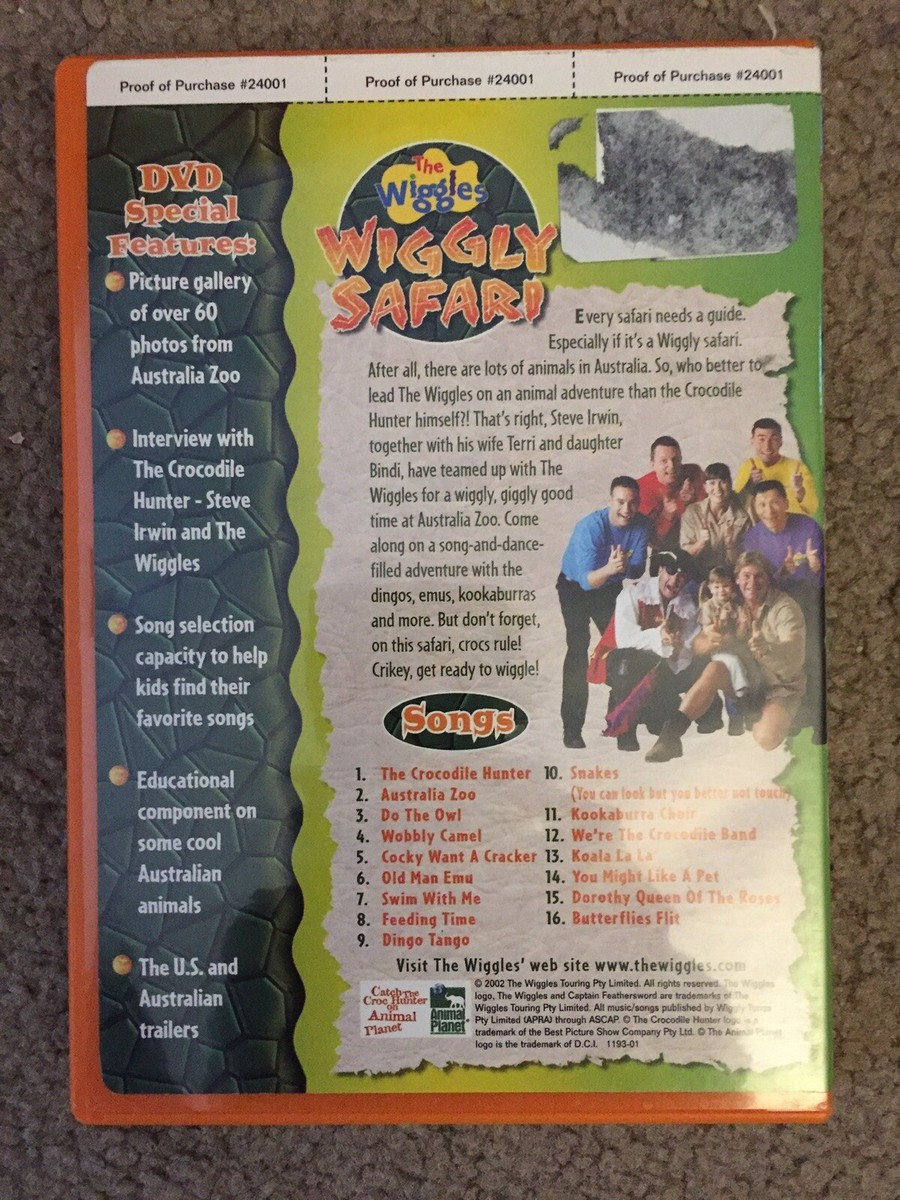 Proof of Purchase #24001
Proof of Purchase #24001
Proof of Purchase #24001
DVD
Special
Features:
Picture gallery
of over 60
photos from
Australia Zoo
Interview with
The Crocodile
Hunter - Steve
Irwin and The
Wiggles
Song selection
capacity to help
kids find their
favorite songs
Educational
component on
some cool
Australian
animals
The U.S. and
Australian
trailers
The
Wiggles
WIGGLY
SAFARI
Every safari needs a guide.
Especially if it's a Wiggly safari.
After all, there are lots of animals in Australia. So, who better to
lead The Wiggles on an animal adventure than the Crocodile
Hunter himself?! That's right, Steve Irwin,
together with his wife Terri and daughter
Bindi, have teamed up with The
Wiggles for a wiggly, giggly good
time at Australia Zoo. Come
along on a song-and-dance-
filled adventure with the
dingos, emus, kookaburras
and more. But don't forget,
on this safari, crocs rule!
Crikey, get ready to wiggle!
Songs
1. The Crocodile Hunter
2. Australia Zoo
3. Do The Owl
4. Wobbly Camel
5. Cocky Want A Cracker
6. Old Man Emu
7. Swim With Me
8. Feeding Time
9. Dingo Tango
10. Snakes
(You can look but you better not touch)
11. Kookaburra Choir
12. We're The Crocodile Band
13. Koala La La
14. You Might Like A Pet
15. Dorothy Queen Of The Roses
16. Butterflies Flit
Visit The Wiggles' web site www.thewiggles.com
Catch The
Croc Hunter
on
Animal
Planet
Animal
Planet
© 2002 The Wiggles Touring Pty Limited. All rights reserved. The Wiggles
logo, The Wiggles and Captain Feathersword are trademarks of The
Wiggles Touring Pty Limited. All music/songs published by Wiggly Tunes
Pty Limited (APRA) through ASCAP. © The Crocodile Hunter logo is a
trademark of the Best Picture Show Company Pty Ltd. © The Animal Planet
logo is the trademark of D.C.I. 1193-01